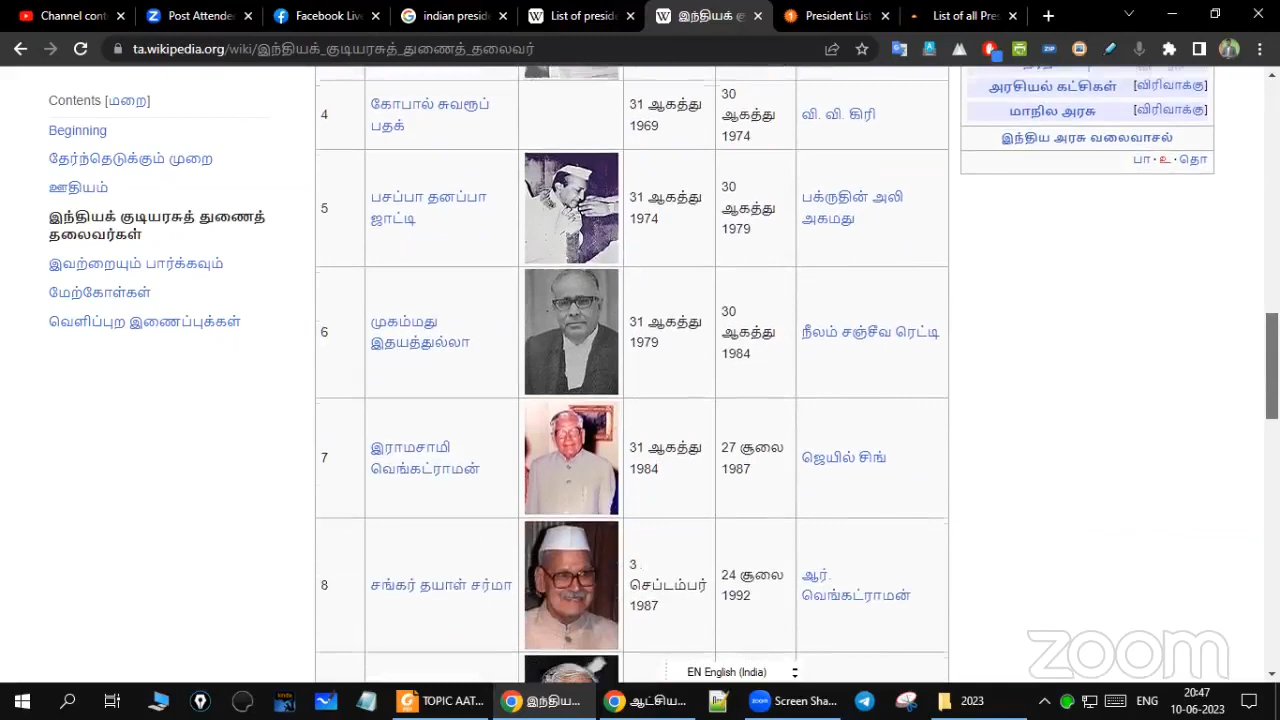 Channel conte
Post Attende
Facebook Live
indian preside
List of preside
இந்தியக் கு
President List
List of all Pres
ta.wikipedia.org/wiki/இந்தியக்_குடியரசுத்_துணைத்_தலைவர்
Contents [மறை]
Beginning
தேர்ந்தெடுக்கும் முறை
ஊதியம்
இந்தியக் குடியரசுத் துணைத்
தலைவர்கள்
இவற்றையும் பார்க்கவும்
மேற்கோள்கள்
வெளிப்புற இணைப்புக்கள்
4
கோபால் சுவரூப்
பதக்
31 ஆகத்து
1969
30
ஆகத்து
1974
வி. வி. கிரி
5
பசப்பா தனப்பா
ஜாட்டி
31 ஆகத்து
1974
30
ஆகத்து
1979
பக்ருதின் அலி
அகமது
6
முகம்மது
இதயத்துல்லா
31 ஆகத்து
1979
30
ஆகத்து
1984
நீலம் சஞ்சீவ ரெட்டி
7
இராமசாமி
வெங்கட்ராமன்
31 ஆகத்து
1984
27 சூலை
1987
ஜெயில் சிங்
8
சங்கர் தயாள் சர்மா
3
செப்டம்பர்
1987
24 சூலை
1992
ஆர்.
வெங்கட்ராமன்
அரசியல் கட்சிகள் [விரிவாக்கு]
மாநில அரசு [விரிவாக்கு]
இந்திய அரசு வலைவாசல்
பா · உ · தொ
zoom
EN English (India)
TOPIC AAT...
இந்திய...
Screen Sha...
2023
ENG
20:47
10-06-2023